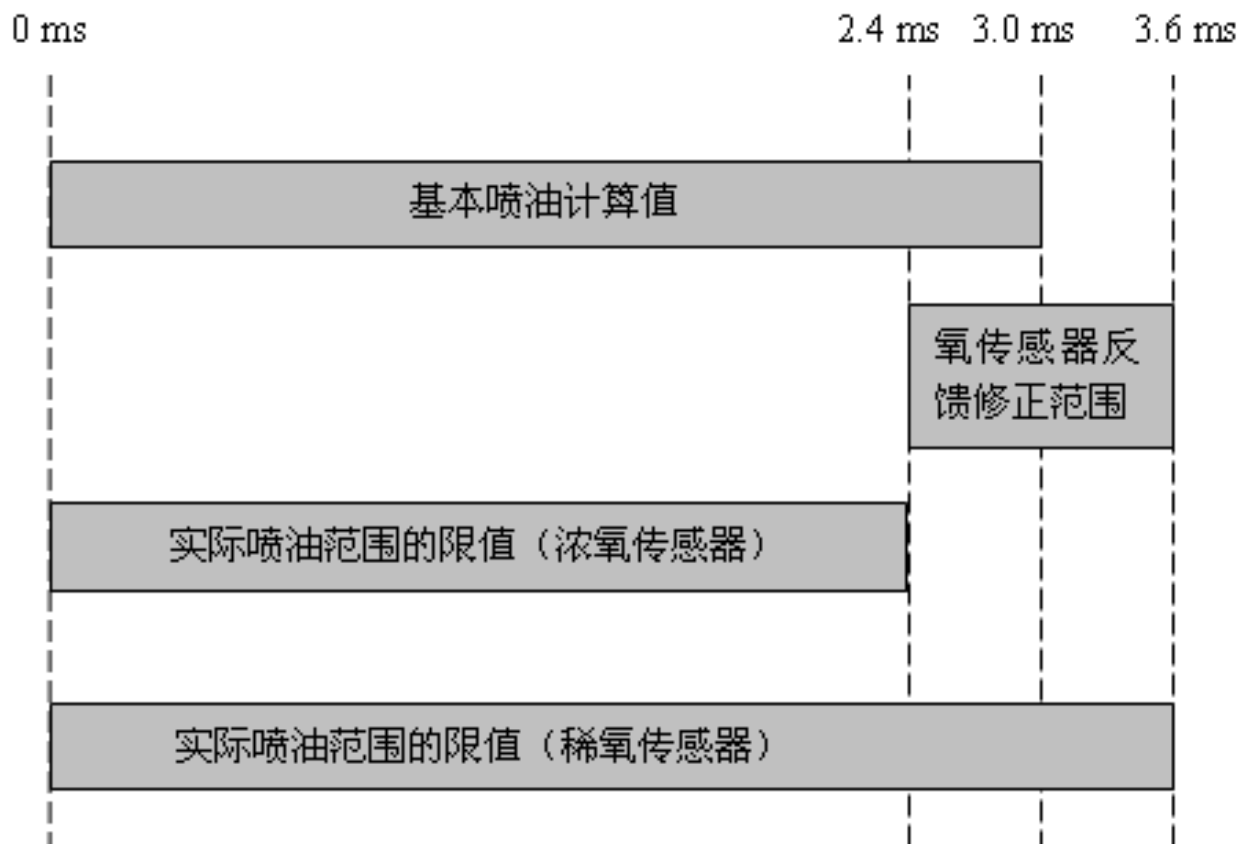 0 ms 2.4 ms 3.0 ms 3.6 ms
基本喷油计算值
氧传感器反
馈修正范围
实际喷油范围的限值（浓氧传感器）
实际喷油范围的限值（稀氧传感器）